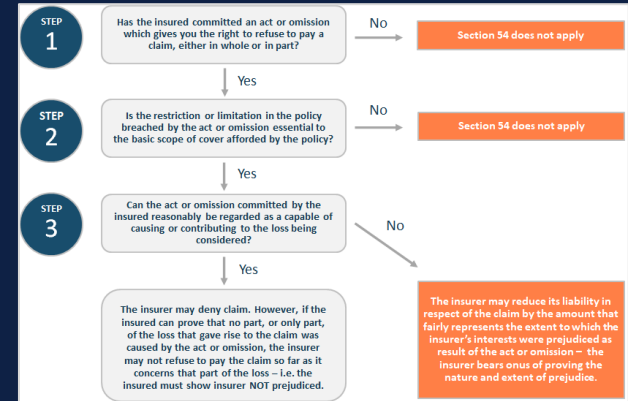 STEP
1
Has the insured committed an act or omission
which gives you the right to refuse to pay a
claim, either in whole or in part?
No
Section 54 does not apply
Yes
STEP
2
Is the restriction or limitation in the policy
breached by the act or omission essential to
the basic scope of cover afforded by the policy?
No
Section 54 does not apply
Yes
STEP
3
Can the act or omission committed by the
insured reasonably be regarded as a capable of
causing or contributing to the loss being
considered?
No
Yes
The insurer may deny claim. However, if the
insured can prove that no part, or only part,
of the loss that gave rise to the claim was
caused by the act or omission, the insurer
may not refuse to pay the claim so far as it
concerns that part of the loss – i.e. the
insured must show insurer NOT prejudiced.
The insurer may reduce its liability in
respect of the claim by the amount that
fairly represents the extent to which the
insurer's interests were prejudiced as
result of the act or omission – the
insurer bears onus of proving the
nature and extent of prejudice.